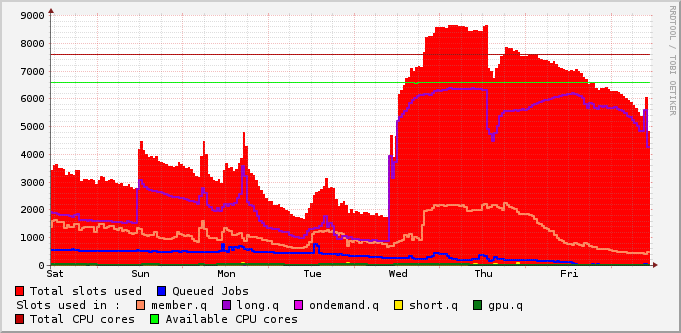 RRDTOOL / TOBI OETIKER
9000
8000
7000
6000
5000
4000
3000
2000
1000
0
Sat Sun Mon Tue Wed Thu Fri
Total slots used Queued Jobs
Slots used in : member.q long.q ondemand.q short.q gpu.q
Total CPU cores Available CPU cores